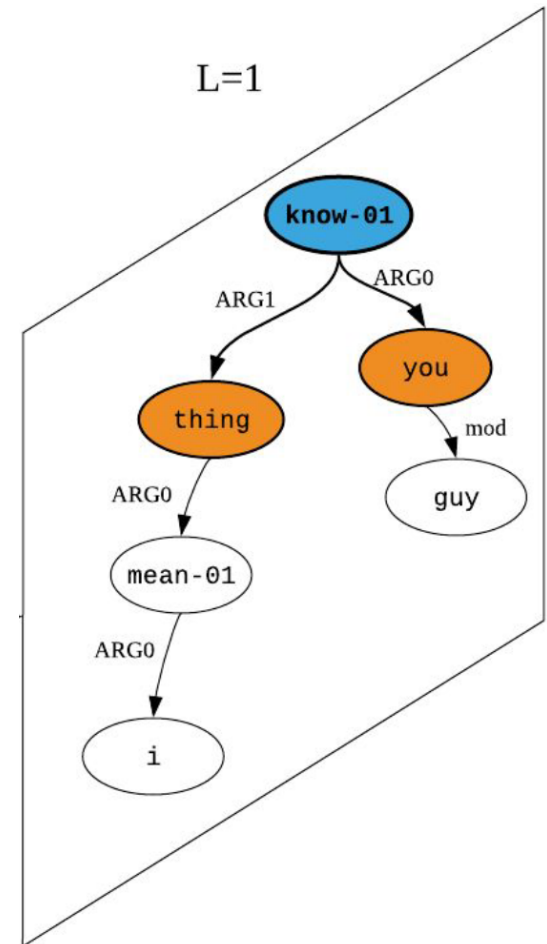 L=1
know-01
ARG1
ARG0
you
thing
mod
ARG0
guy
mean-01
ARG0
i